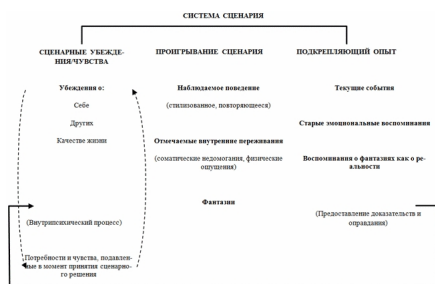 СИСТЕМА СЦЕНАРИЯ
СЦЕНАРНЫЕ УБЕЖДЕ-
НИЯ/ЧУВСТВА
Убеждения о:
Себе
Других
Качестве жизни
(Внутрипсихический процесс)
Потребности и чувства, подавлен-
ные в момент принятия сценарно-
го решения
ПРОИГРЫВАНИЕ СЦЕНАРИЯ
Наблюдаемое поведение
(стилизованное, повторяющееся)
Отмечаемые внутренние переживания
(соматические недомогания, физические
ощущения)
Фантазии
ПОДКРЕПЛЯЮЩИЙ ОПЫТ
Текущие события
Старые эмоциональные воспоминания
Воспоминания о фантазиях как о ре-
альности
(Предоставление доказательств и
оправдания)